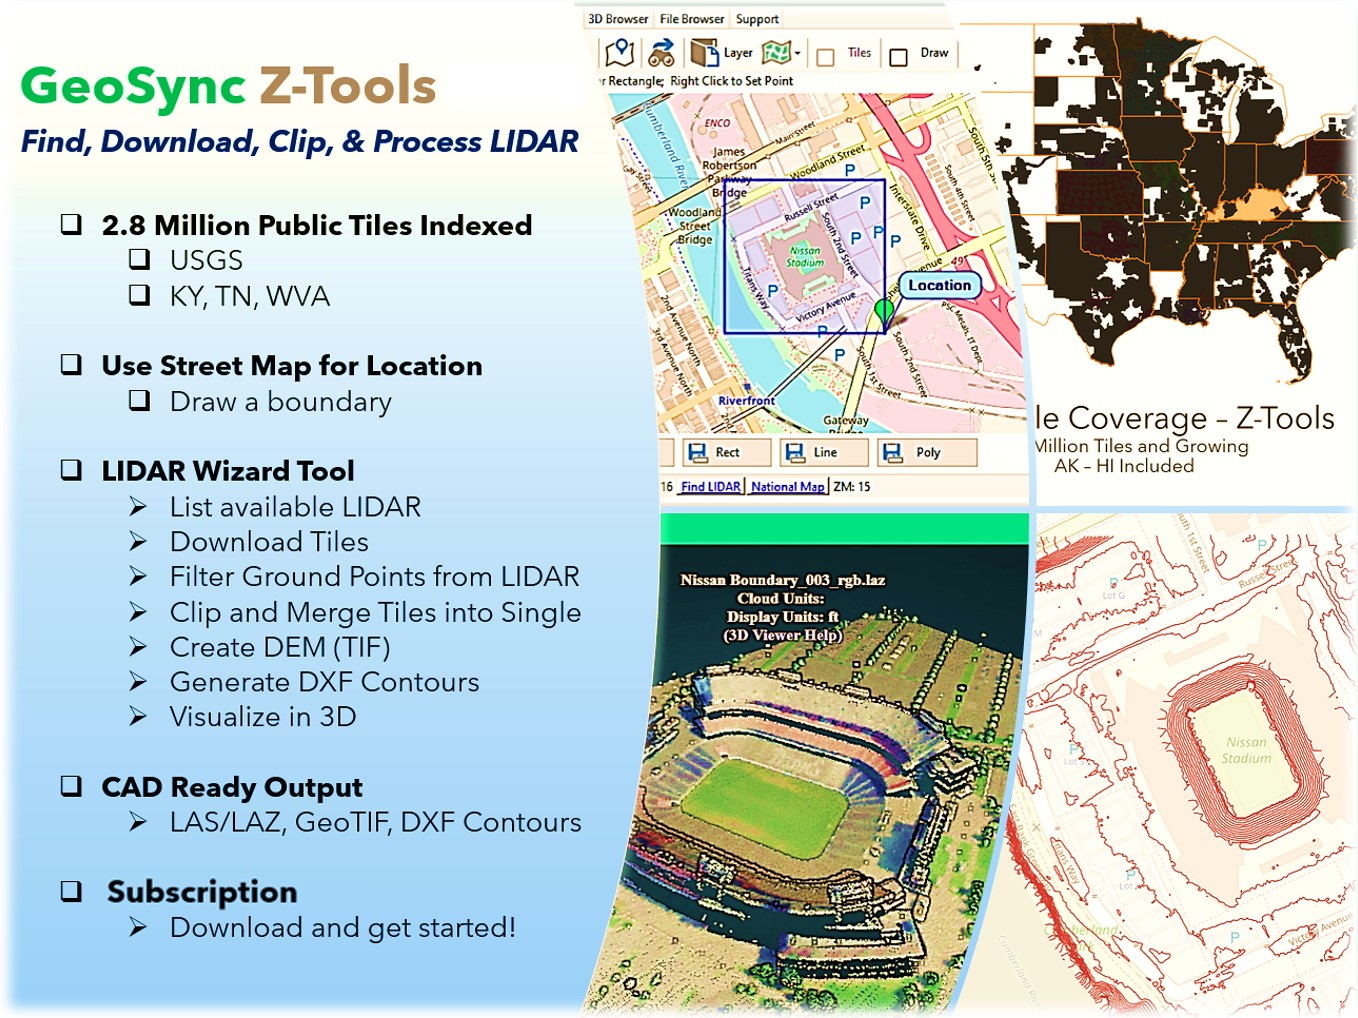 GeoSync Z-Tools
Find, Download, Clip, & Process LIDAR
2.8 Million Public Tiles Indexed
USGS
KY, TN, WVA
Use Street Map for Location
Draw a boundary
LIDAR Wizard Tool
List available LIDAR
Download Tiles
Filter Ground Points from LIDAR
Clip and Merge Tiles into Single
Create DEM (TIF)
Generate DXF Contours
Visualize in 3D
CAD Ready Output
LAS/LAZ, GeoTIF, DXF Contours
Subscription
Download and get started!
3D Browser File Browser Support
Layer Tiles Draw
r Rectangle; Right Click to Set Point
Cumberland River
ENCO
Main Street
James
Robertson
Parkway
Bridge
Woodland Street
P
Interstate Drive
South 5th S
South 4th Street
Woodland
Street
Bridge
Russell Street
P
South 2nd Street
P
P
P
Nissan
Stadium
Titans Way
P
Victory Avenue
49
Location
2nd Avenue North
3rd Avenue North
P
P
South 1st Street
South 2nd Street
PSC Metals, IT Dept
Riverfront
Gateway
Rect Line Poly
16 Find LIDAR National Map ZM: 15
le Coverage – Z-Tools
Million Tiles and Growing
AK – HI Included
Nissan Boundary_003_rgb.laz
Cloud Units:
Display Units: ft
(3D Viewer Help)
outh 1st Street
P
Russell Street
P
Lot G
Nissan
Stadium
P
Lot
Titans Way
P
Lot
P
Victory Avenue
Cumberland River